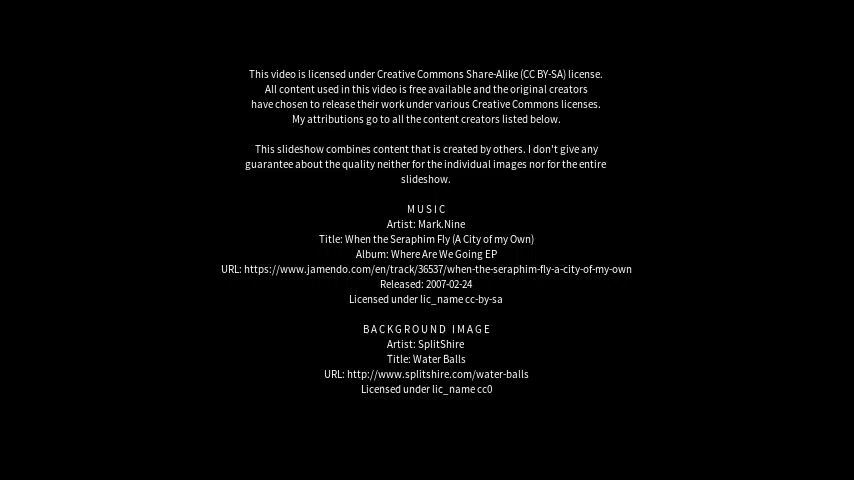 This video is licensed under Creative Commons Share-Alike (CC BY-SA) license.
All content used in this video is free available and the original creators
have chosen to release their work under various Creative Commons licenses.
My attributions go to all the content creators listed below.
This slideshow combines content that is created by others. I don't give any
guarantee about the quality neither for the individual images nor for the entire
slideshow.
MUSIC
Artist: Mark.Nine
Title: When the Seraphim Fly (A City of my Own)
Album: Where Are We Going EP
URL: https://www.jamendo.com/en/track/36537/when-the-seraphim-fly-a-city-of-my-own
Released: 2007-02-24
Licensed under lic_name cc-by-sa
BACKGROUND IMAGE
Artist: SplitShire
Title: Water Balls
URL: http://www.splitshire.com/water-balls
Licensed under lic_name cc0